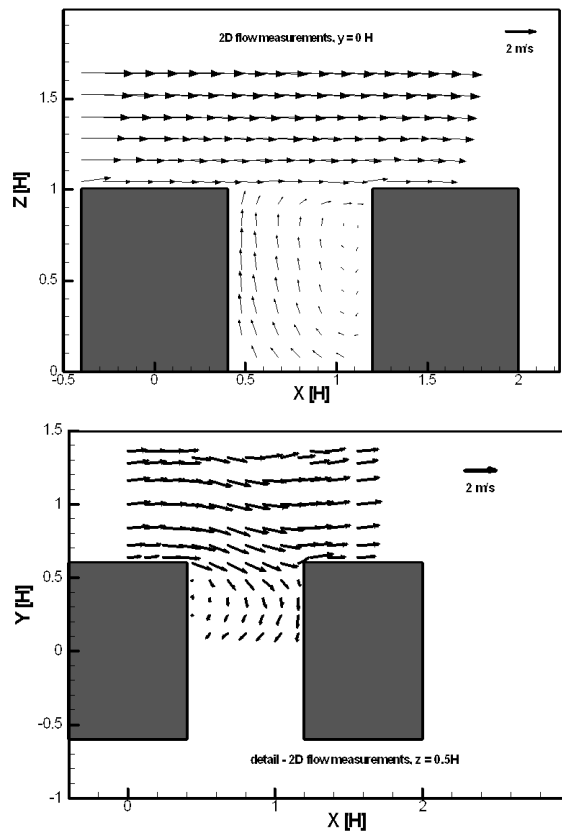 2D flow measurements, y = 0 H
2 m/s
1.5
1
0.5
0
Z [H]
-0.5
0
0.5
1
1.5
2
X [H]
1.5
1
0.5
0
-0.5
-1
Y [H]
2 m/s
detail - 2D flow measurements, z = 0.5H
0
1
2
X [H]